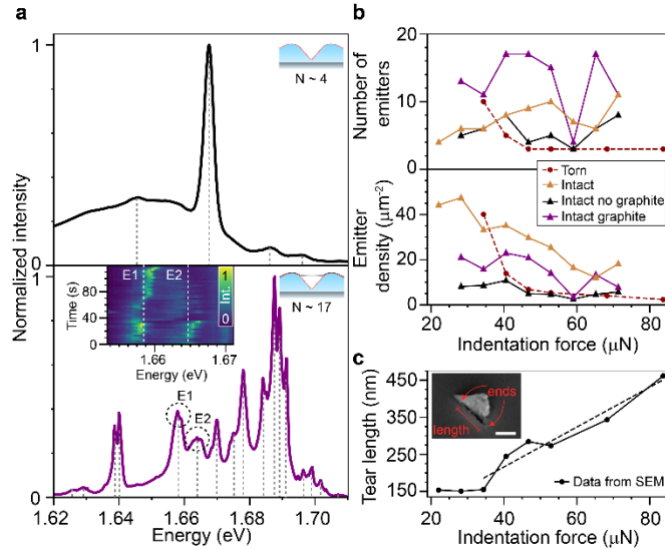 a
b
1
N ~ 4
0
1
E1 E2
80
40
0
Time (s)
1
Int.
0
1.66 1.67
Energy (eV)
N ~ 17
E1
E2
0
Normalized intensity
1.62 1.64 1.66 1.68 1.70
Energy (eV)
20
10
0
Number of
emitters
Torn
Intact
Intact no graphite
Intact graphite
40
20
0
Emitter
density (μm⁻²)
20 40 60 80
Indentation force (μN)
c
450
350
250
150
Tear length (nm)
ends
length
Data from SEM
20 40 60 80
Indentation force (μN)